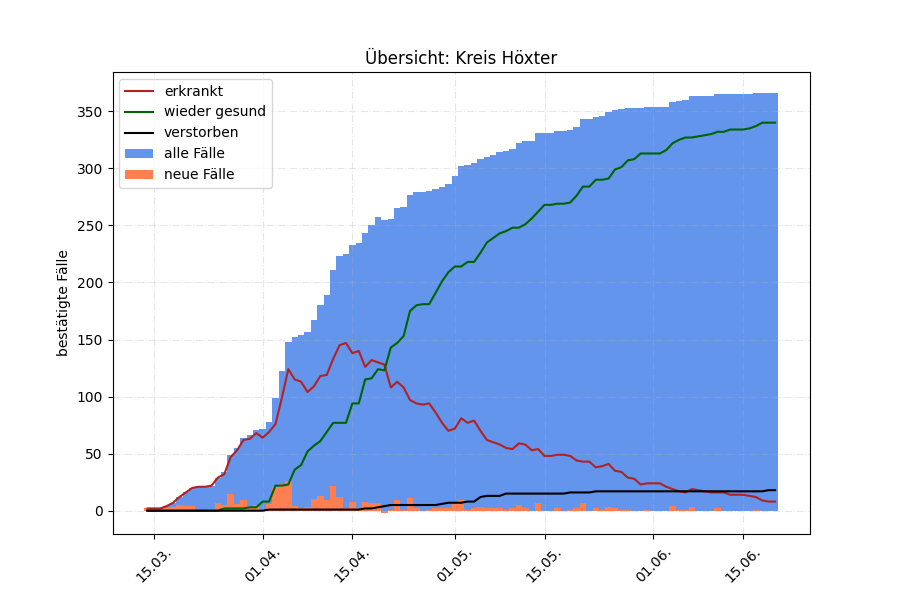 Übersicht: Kreis Höxter
erkrankt
wieder gesund
verstorben
alle Fälle
neue Fälle
bestätigte Fälle
350
300
250
200
150
100
50
0
15.03.
01.04.
15.04.
01.05.
15.05.
01.06.
15.06.